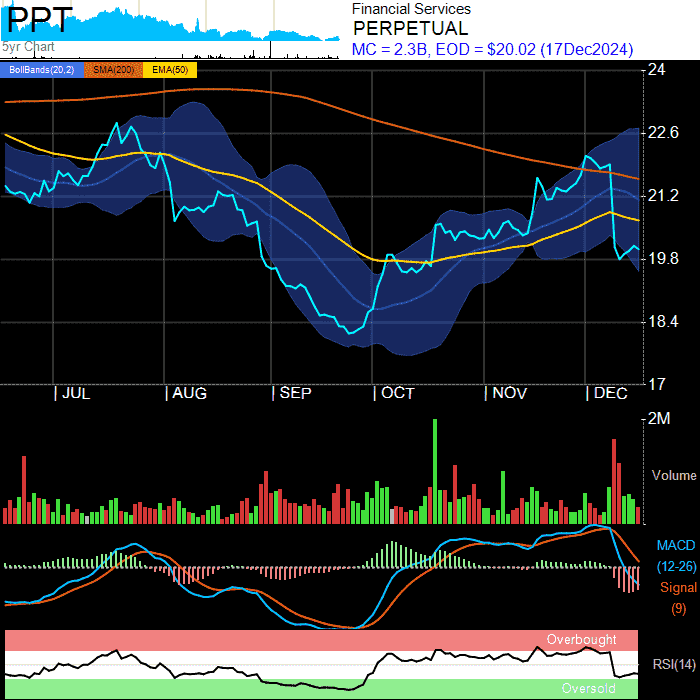 PPT
5yr Chart
Financial Services
PERPETUAL
MC = 2.3B, EOD = $20.02 (17Dec2024)
BollBands(20,2) SMA(200) EMA(50)
24
22.6
21.2
19.8
18.4
17
JUL AUG SEP OCT NOV DEC
2M
Volume
MACD
(12-26)
Signal
(9)
Overbought
RSI(14)
Oversold